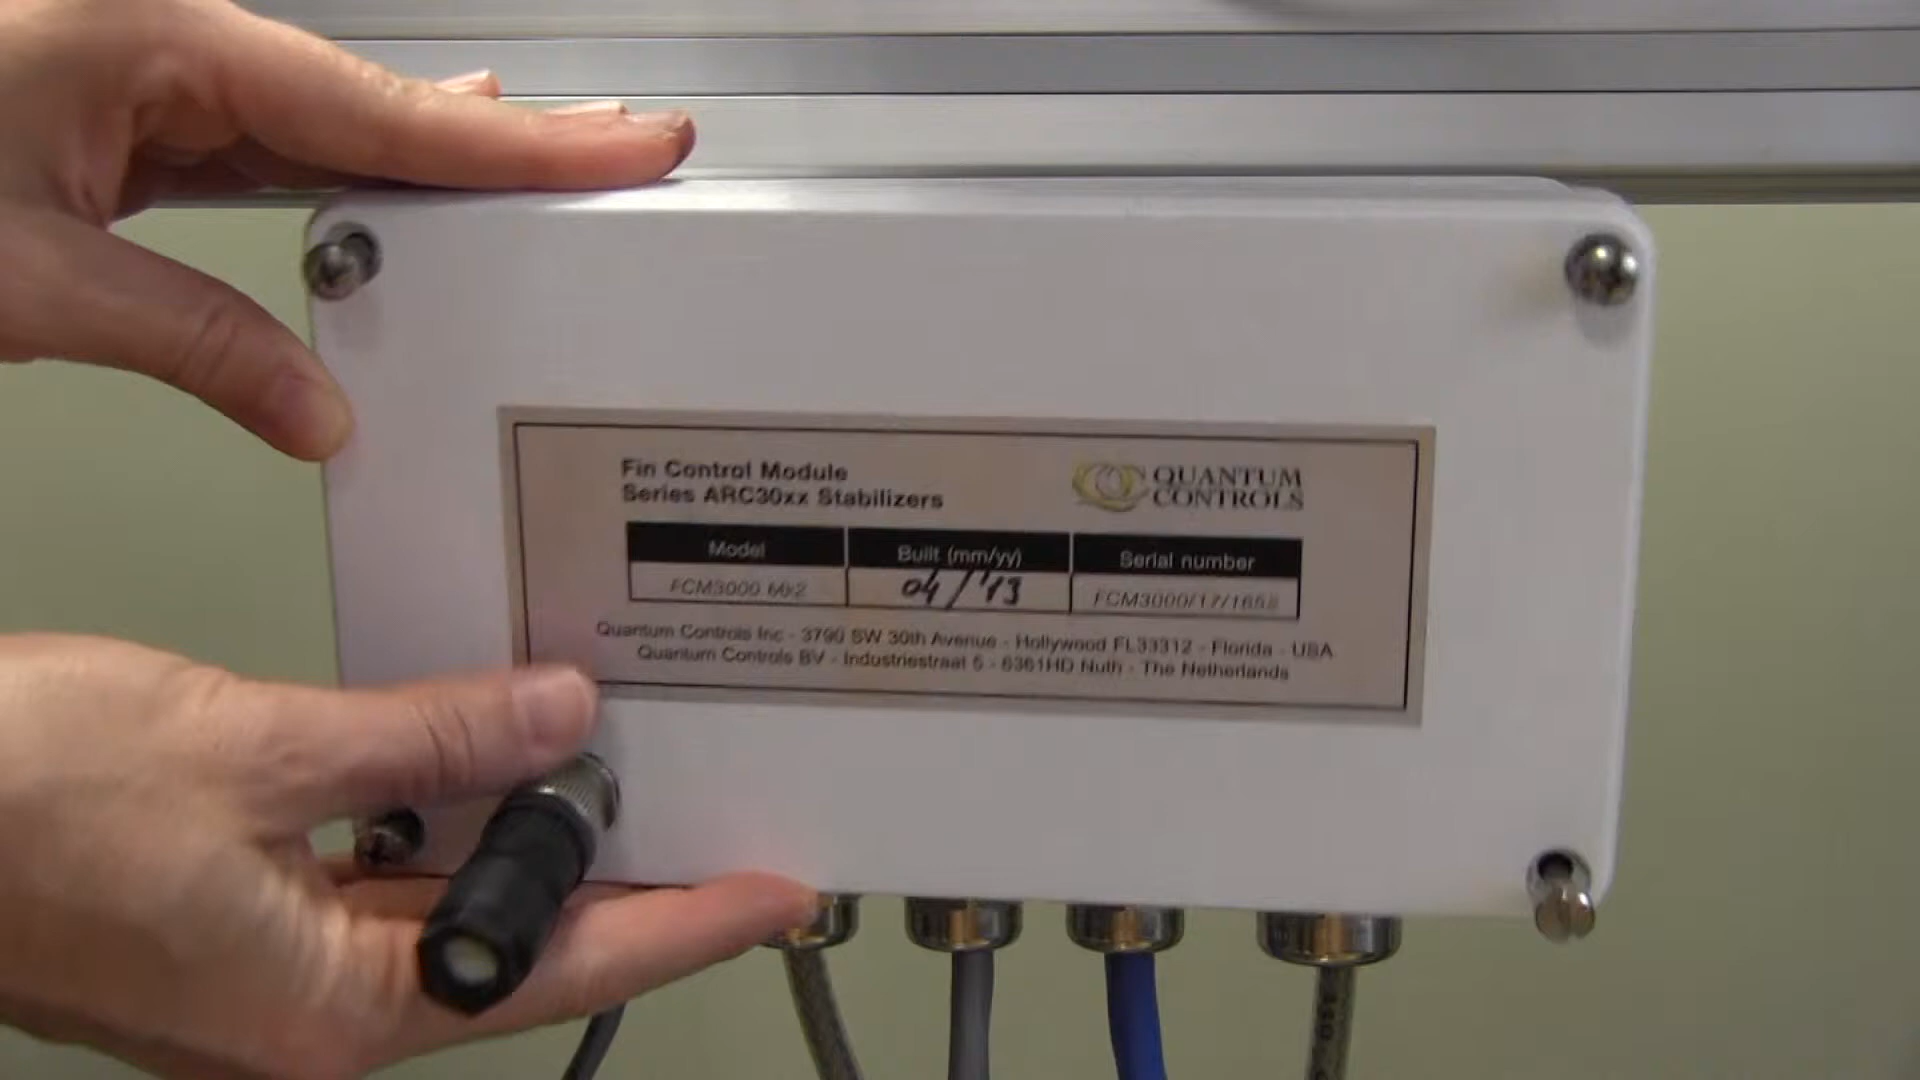 Fin Control Module
Series ARC30xx Stabilizers
QUANTUM
CONTROLS
Model Built (mm/yy) Serial number
04/'13
Quantum Controls Inc - 3790 SW 30th Avenue - Hollywood FL33312 - Florida - USA
Quantum Controls BV - Industriestraat 5 - 6361HD Nuth - The Netherlands